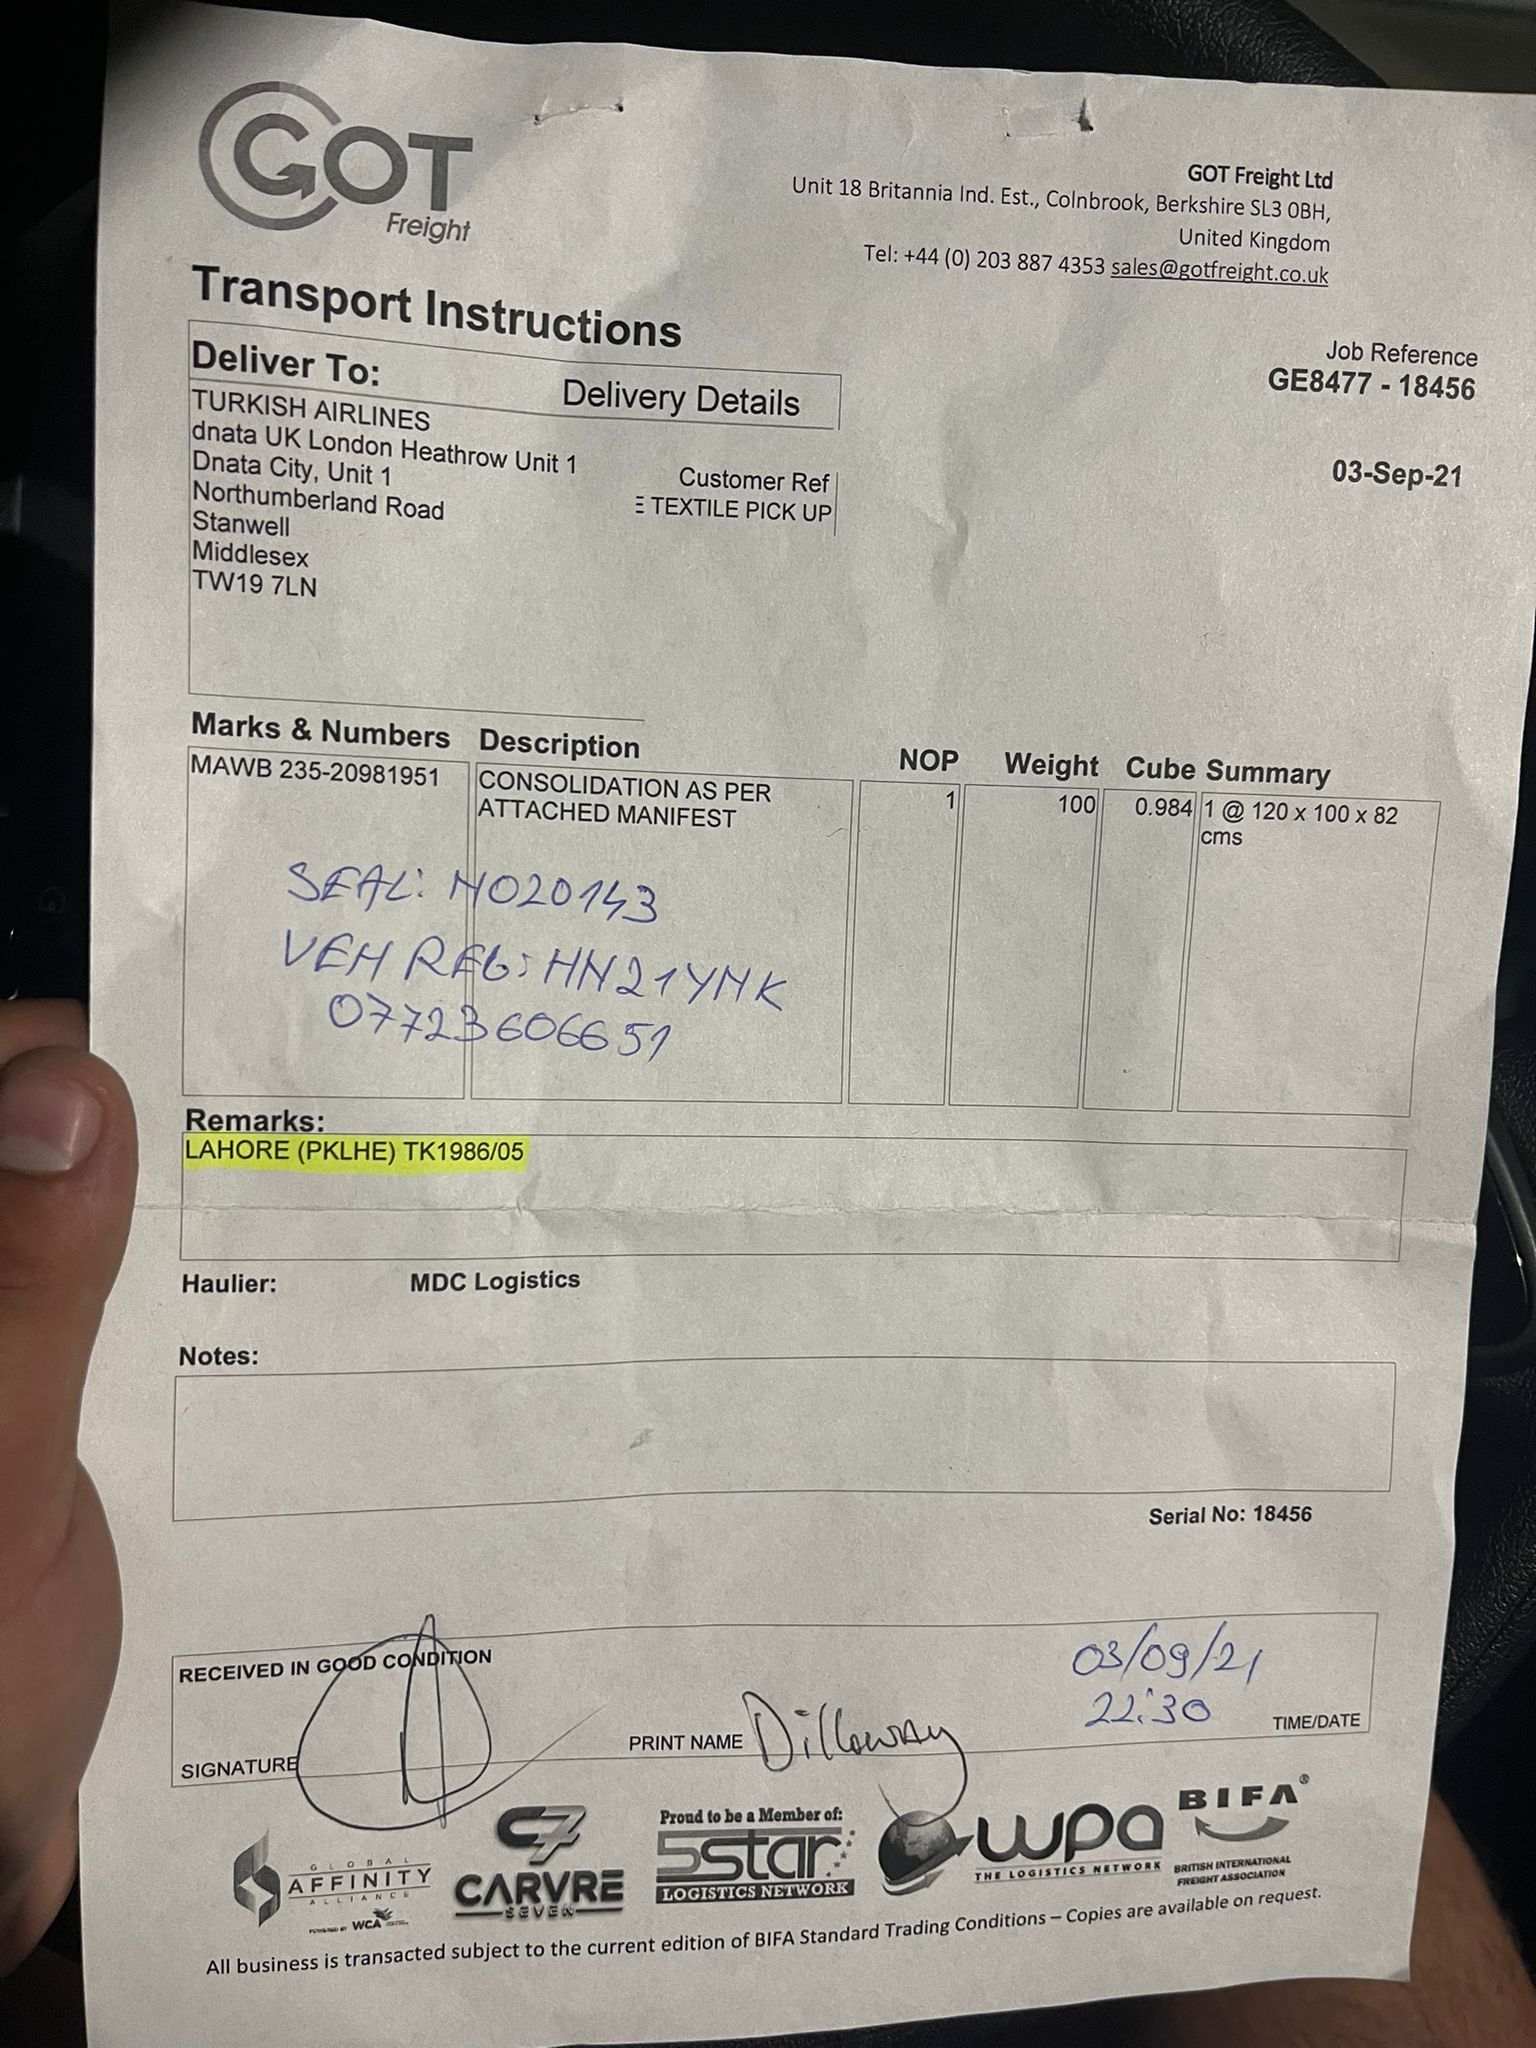 GOT
Freight
GOT Freight Ltd
Unit 18 Britannia Ind. Est., Colnbrook, Berkshire SL3 0BH,
United Kingdom
Tel: +44 (0) 203 887 4353 sales@gotfreight.co.uk
Transport Instructions
Job Reference
GE8477 - 18456
03-Sep-21
Deliver To:
Delivery Details
TURKISH AIRLINES
dnata UK London Heathrow Unit 1
Dnata City, Unit 1
Northumberland Road
Stanwell
Middlesex
TW19 7LN
Customer Ref
TEXTILE PICK UP
Marks & Numbers Description NOP Weight Cube Summary
MAWB 235-20981951 CONSOLIDATION AS PER 1 100 0.984 1 @ 120 x 100 x 82
ATTACHED MANIFEST cms
SEAL: N020143
VEH REG: HN21YNK
07723606651
Remarks:
LAHORE (PKLHE) TK1986/05
Haulier: MDC Logistics
Notes:
Serial No: 18456
RECEIVED IN GOOD CONDITION
03/09/21
22:30
SIGNATURE
PRINT NAME Dilloway
TIME/DATE
GLOBAL
AFFINITY
ALLIANCE
POWERED BY WCA
C7
CARVRE
SEVEN
Proud to be a Member of:
5star
LOGISTICS NETWORK
wpa
THE LOGISTICS NETWORK
BIFA®
BRITISH INTERNATIONAL
FREIGHT ASSOCIATION
All business is transacted subject to the current edition of BIFA Standard Trading Conditions – Copies are available on request.